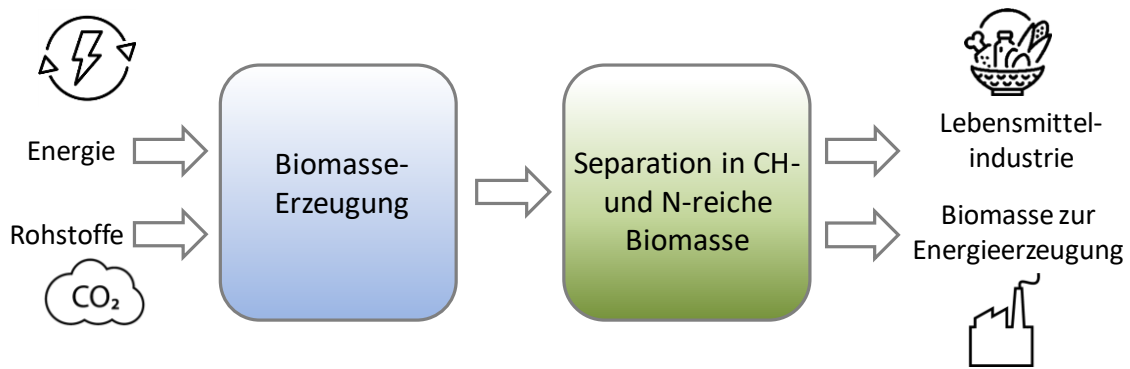 Energie
Rohstoffe
CO₂
Biomasse-
Erzeugung
Separation in CH-
und N-reiche
Biomasse
Lebensmittel-
industrie
Biomasse zur
Energieerzeugung